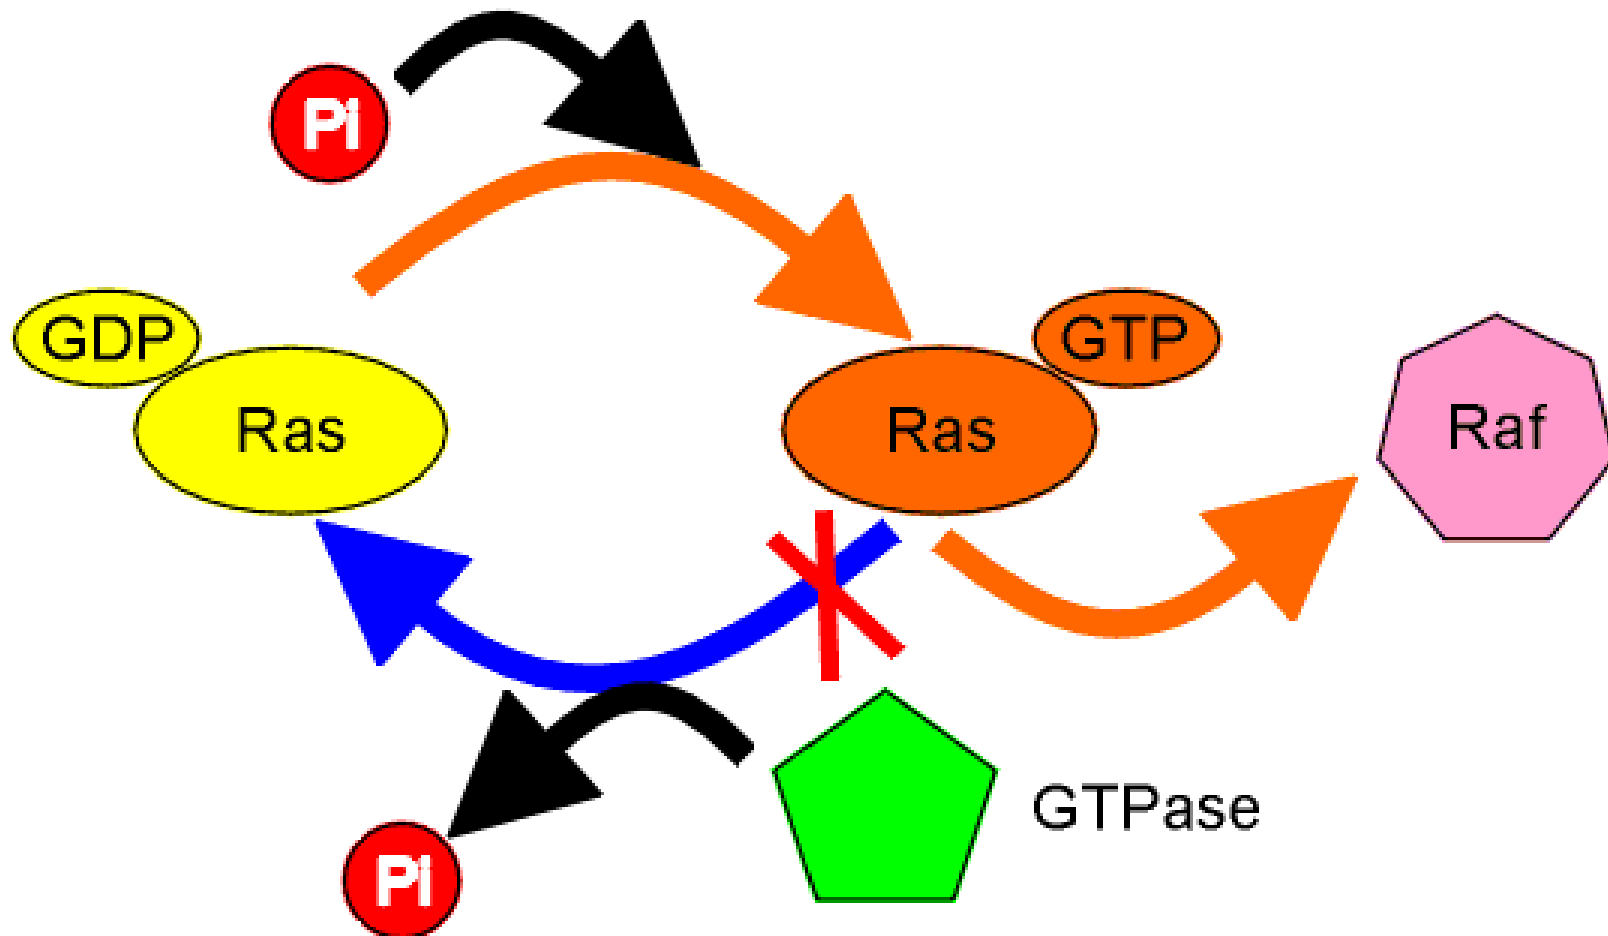 Pi
GDP
Ras
Ras
GTP
Raf
GTPase
Pi